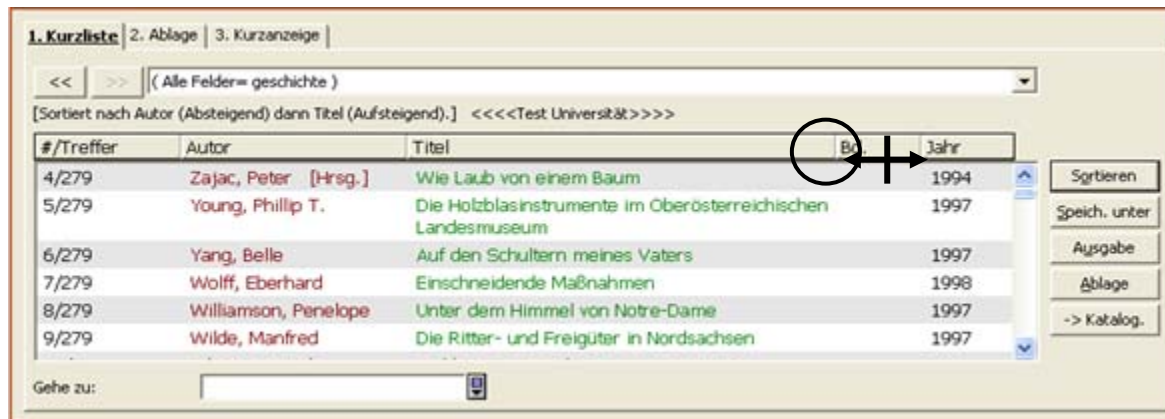 1. Kurzliste 2. Ablage 3. Kurzanzeige
<< >> ( Alle Felder= geschichte )
[Sortiert nach Autor (Absteigend) dann Titel (Aufsteigend).] <<<<Test Universität>>>>
#/Treffer Autor Titel Bd. Jahr
4/279 Zajac, Peter [Hrsg.] Wie Laub von einem Baum 1994
5/279 Young, Phillip T. Die Holzblasinstrumente im Oberösterreichischen 1997
Landesmuseum
6/279 Yang, Belle Auf den Schultern meines Vaters 1997
7/279 Wolff, Eberhard Einschneidende Maßnahmen 1998
8/279 Williamson, Penelope Unter dem Himmel von Notre-Dame 1997
9/279 Wilde, Manfred Die Ritter- und Freigüter in Nordsachsen 1997
Sortieren
Speich. unter
Ausgabe
Ablage
-> Katalog.
Gehe zu: